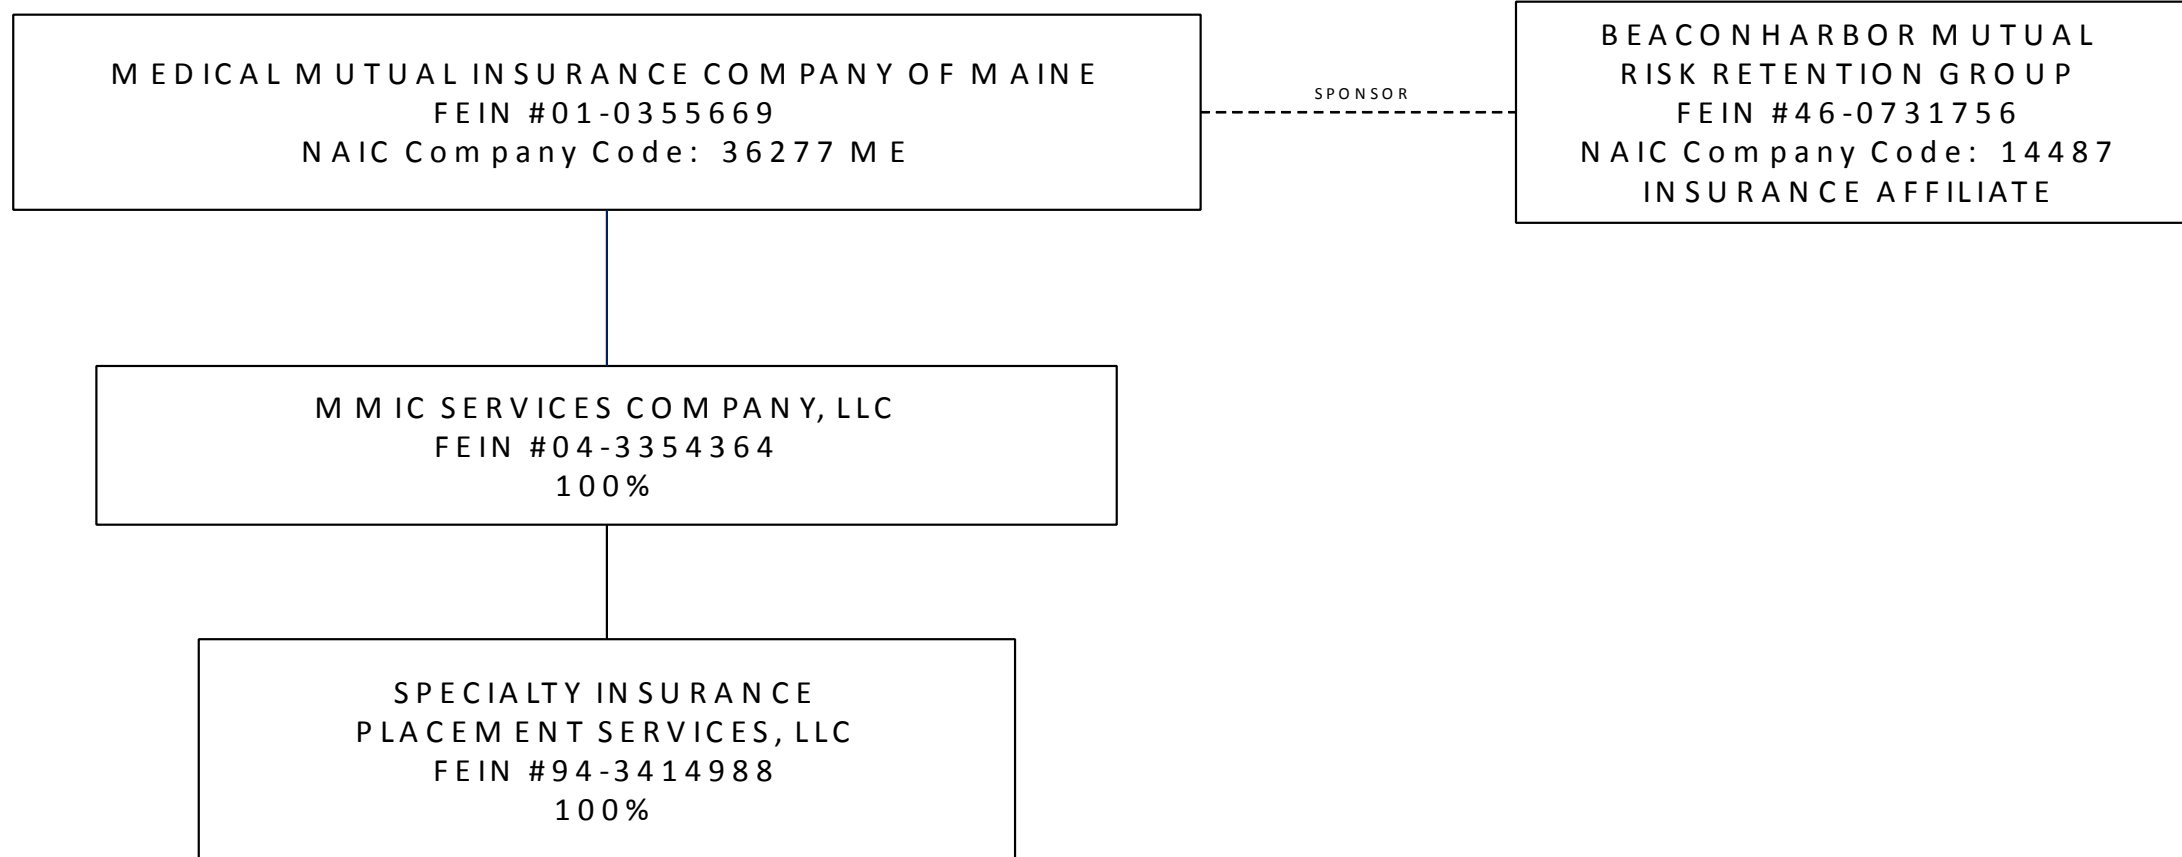 MEDICAL MUTUAL INSURANCE COMPANY OF MAINE
FEIN #01-0355669
NAIC Company Code: 36277 ME
SPONSOR
BEACONHARBOR MUTUAL
RISK RETENTION GROUP
FEIN #46-0731756
NAIC Company Code: 14487
INSURANCE AFFILIATE
MMIC SERVICES COMPANY, LLC
FEIN #04-3354364
100%
SPECIALTY INSURANCE
PLACEMENT SERVICES, LLC
FEIN #94-3414988
100%